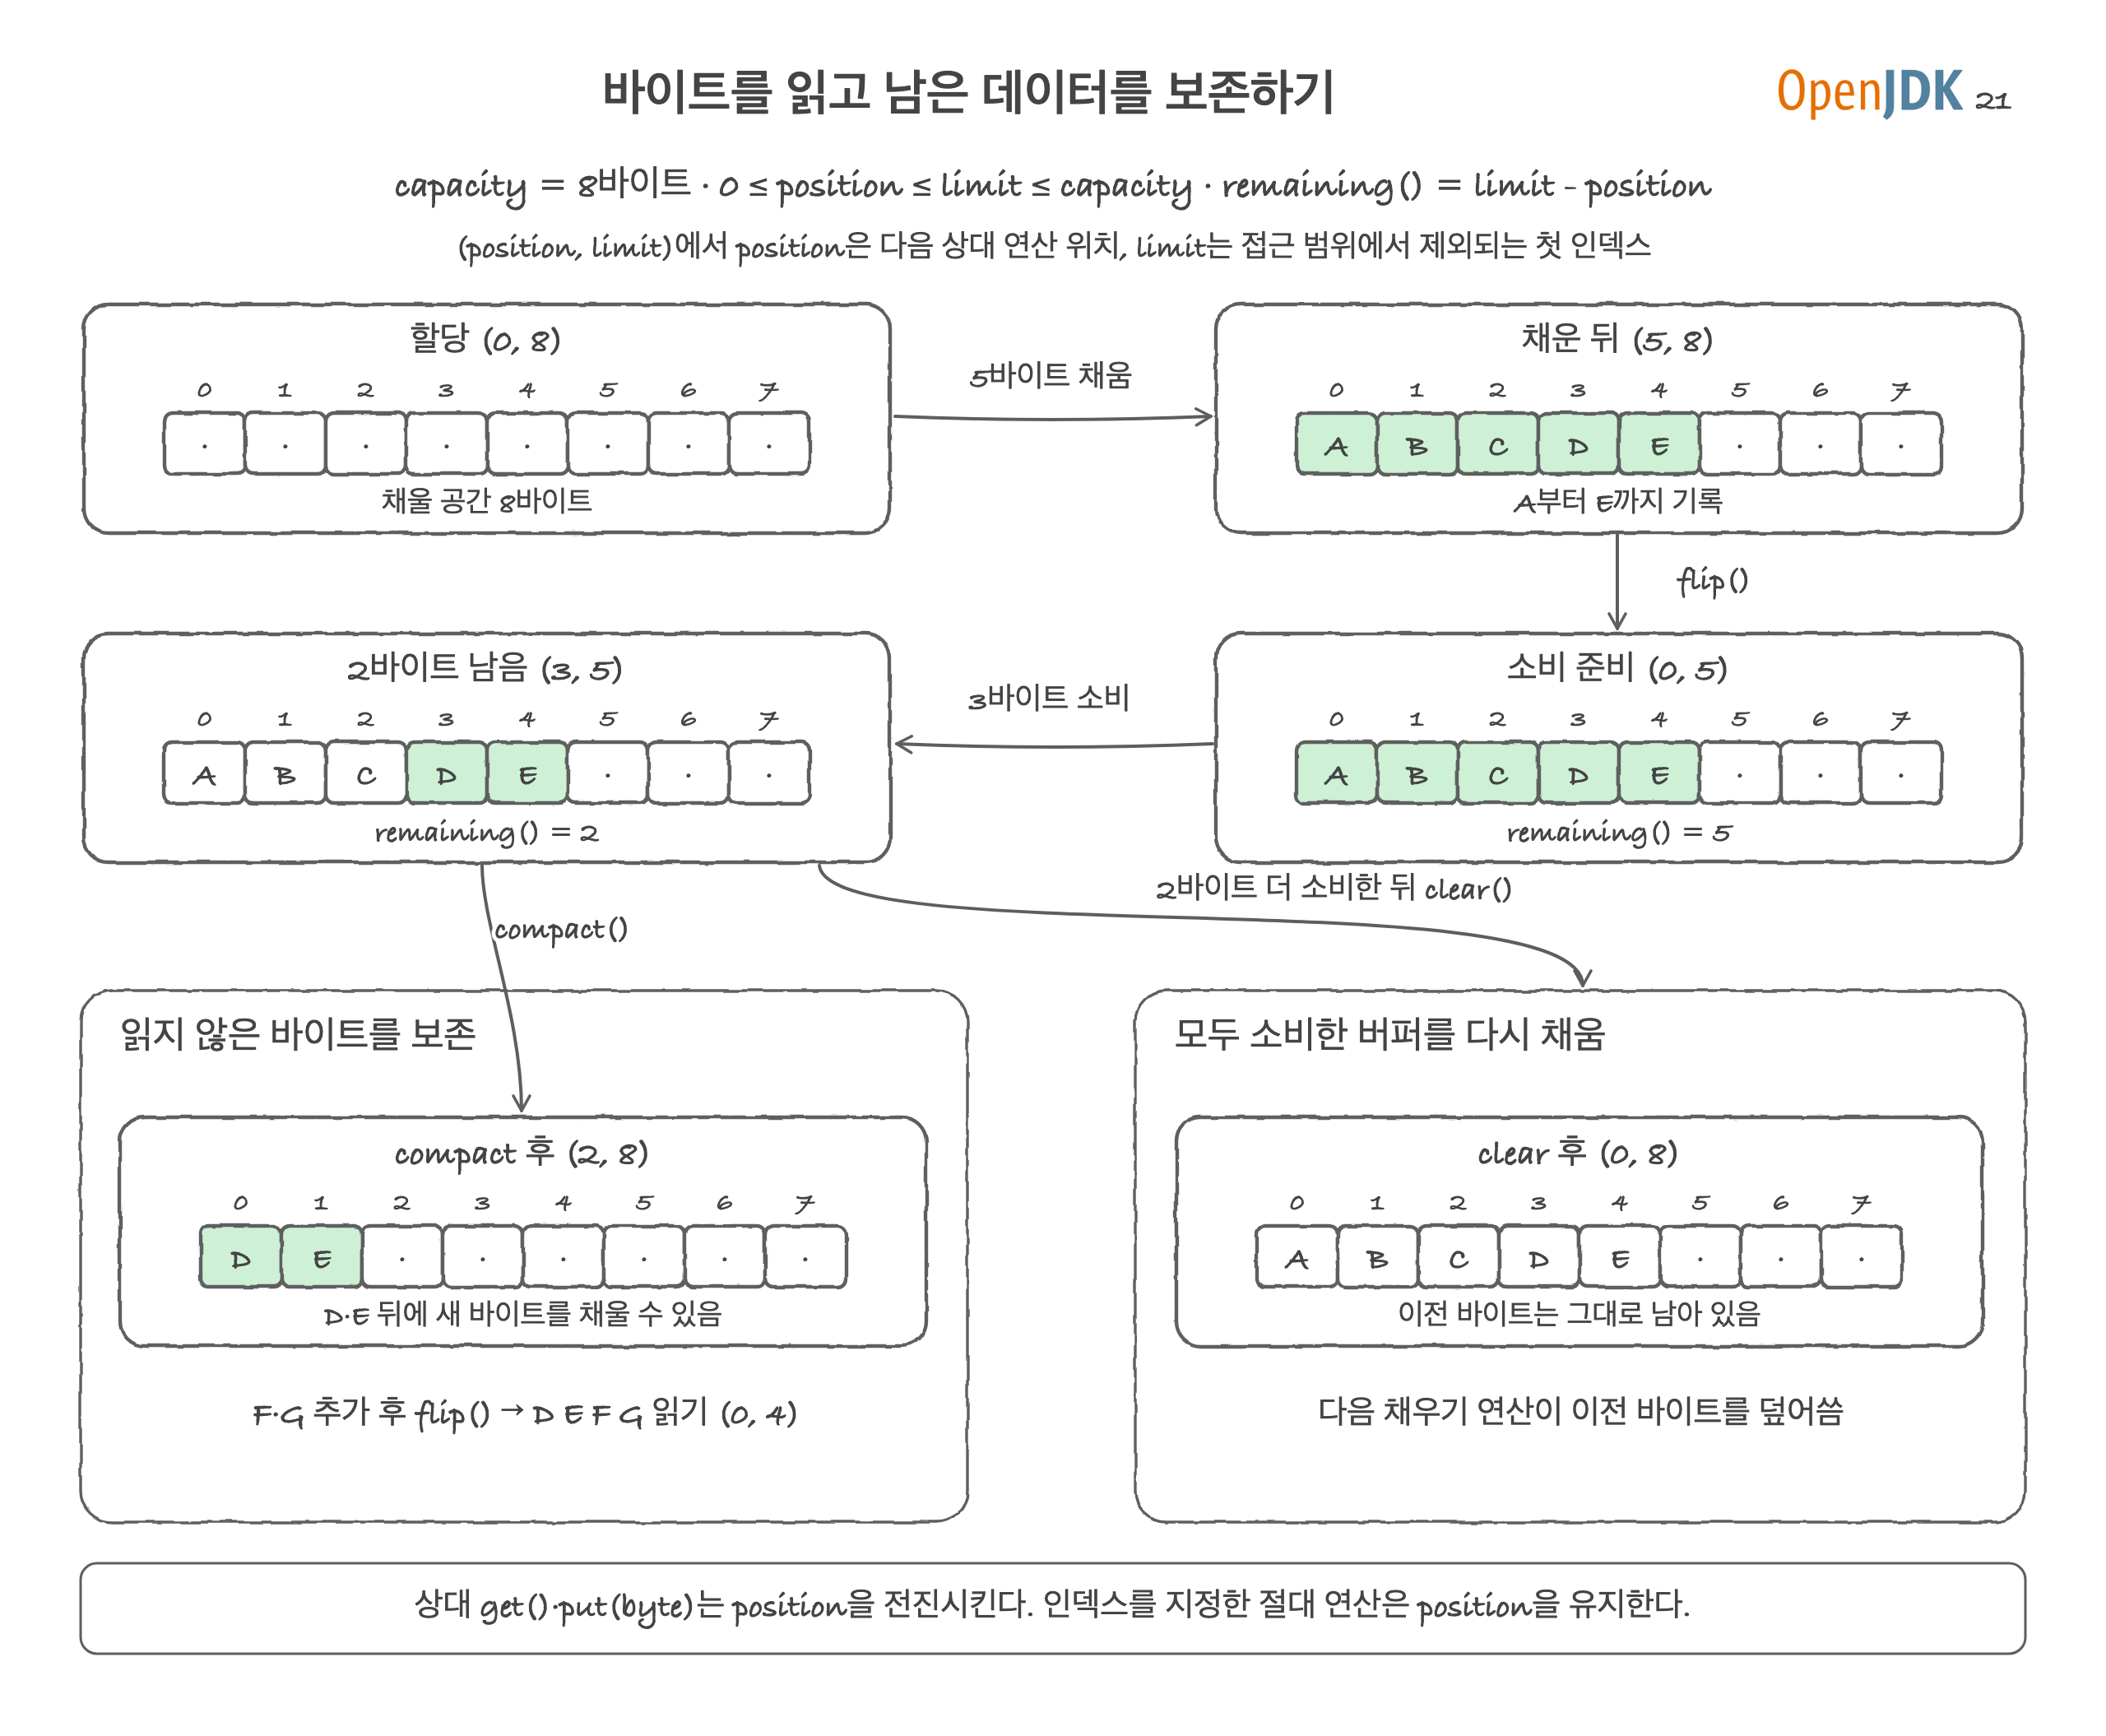 바이트를 읽고 남은 데이터를 보존하기
OpenJDK 21
capacity = 8바이트 · 0 ≤ position ≤ limit ≤ capacity · remaining() = limit - position
(position, limit)에서 position은 다음 상대 연산 위치, limit는 접근 범위에서 제외되는 첫 인덱스
할당 (0, 8)
0 1 2 3 4 5 6 7
· · · · · · · ·
채울 공간 8바이트
5바이트 채움
채운 뒤 (5, 8)
0 1 2 3 4 5 6 7
A B C D E · · ·
A부터 E까지 기록
flip()
소비 준비 (0, 5)
0 1 2 3 4 5 6 7
A B C D E · · ·
remaining() = 5
3바이트 소비
2바이트 남음 (3, 5)
0 1 2 3 4 5 6 7
A B C D E · · ·
remaining() = 2
compact()
2바이트 더 소비한 뒤 clear()
읽지 않은 바이트를 보존
compact 후 (2, 8)
0 1 2 3 4 5 6 7
D E · · · · · ·
D·E 뒤에 새 바이트를 채울 수 있음
F·G 추가 후 flip() → D E F G 읽기 (0, 4)
모두 소비한 버퍼를 다시 채움
clear 후 (0, 8)
0 1 2 3 4 5 6 7
A B C D E · · ·
이전 바이트는 그대로 남아 있음
다음 채우기 연산이 이전 바이트를 덮어씀
상대 get()·put(byte)는 position을 전진시킨다. 인덱스를 지정한 절대 연산은 position을 유지한다.